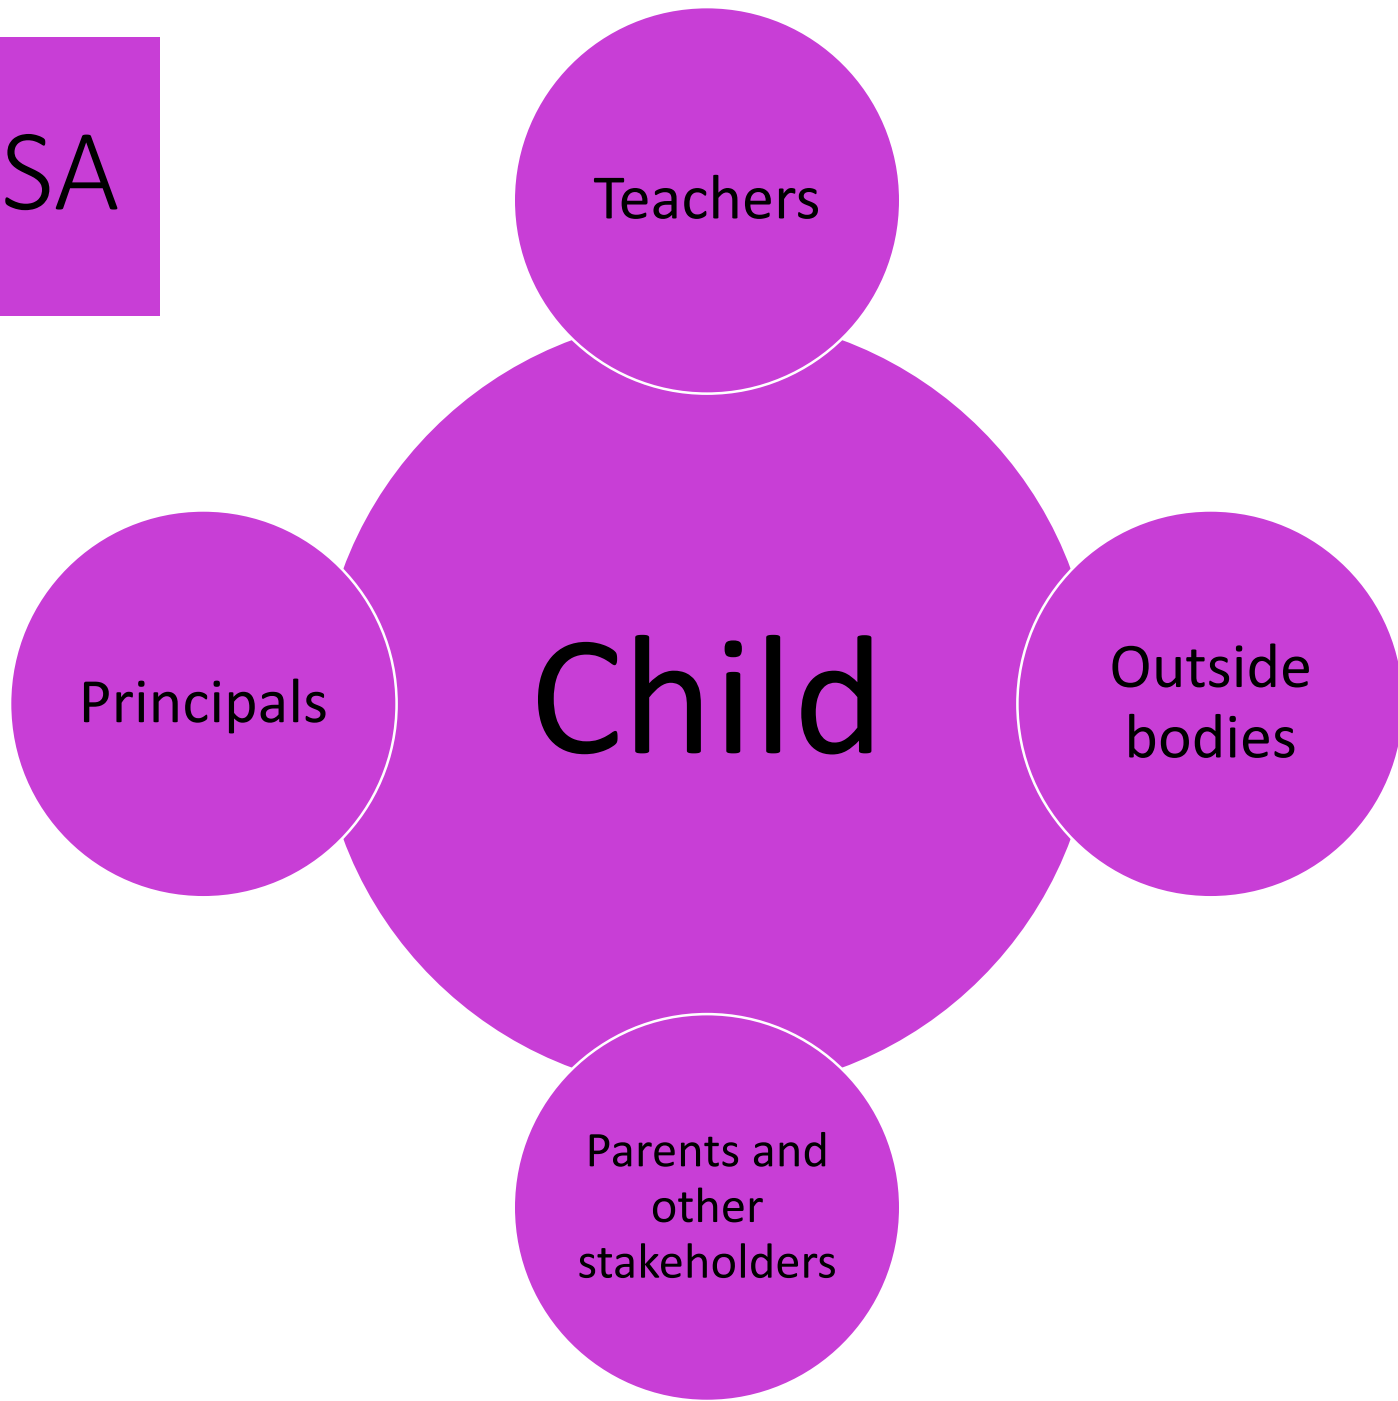 SA
Teachers
Principals
Child
Outside
bodies
Parents and
other
stakeholders